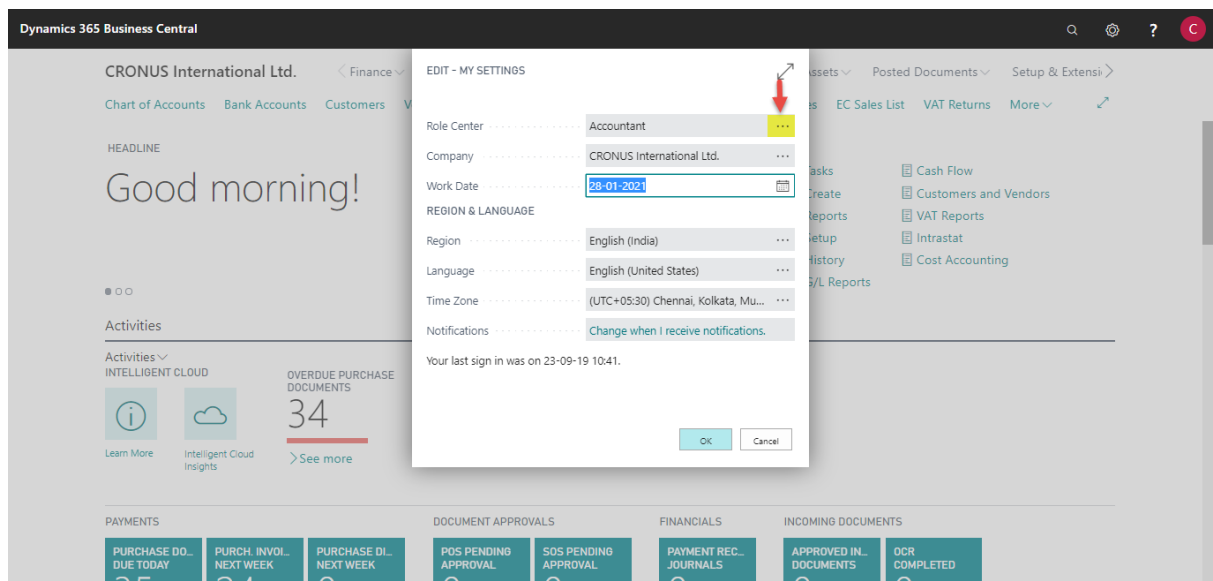 Dynamics 365 Business Central
?
C
CRONUS International Ltd.
Finance
Assets
Posted Documents
Setup & Extensi
Chart of Accounts
Bank Accounts
Customers
V
EC Sales List
VAT Returns
More
HEADLINE
Good morning!
EDIT - MY SETTINGS
Role Center
Accountant
Company
CRONUS International Ltd.
Work Date
28-01-2021
REGION & LANGUAGE
Region
English (India)
Language
English (United States)
Time Zone
(UTC+05:30) Chennai, Kolkata, Mu...
Notifications
Change when I receive notifications.
Your last sign in was on 23-09-19 10:41.
OK
Cancel
Tasks
Create
Reports
Setup
History
G/L Reports
Cash Flow
Customers and Vendors
VAT Reports
Intrastat
Cost Accounting
Activities
Activities
INTELLIGENT CLOUD
Learn More
Intelligent Cloud
Insights
OVERDUE PURCHASE
DOCUMENTS
34
See more
PAYMENTS
PURCHASE DO...
DUE TODAY
PURCH. INVOI...
NEXT WEEK
PURCHASE DI...
NEXT WEEK
DOCUMENT APPROVALS
POS PENDING
APPROVAL
SOS PENDING
APPROVAL
FINANCIALS
PAYMENT REC...
JOURNALS
INCOMING DOCUMENTS
APPROVED IN...
DOCUMENTS
OCR
COMPLETED